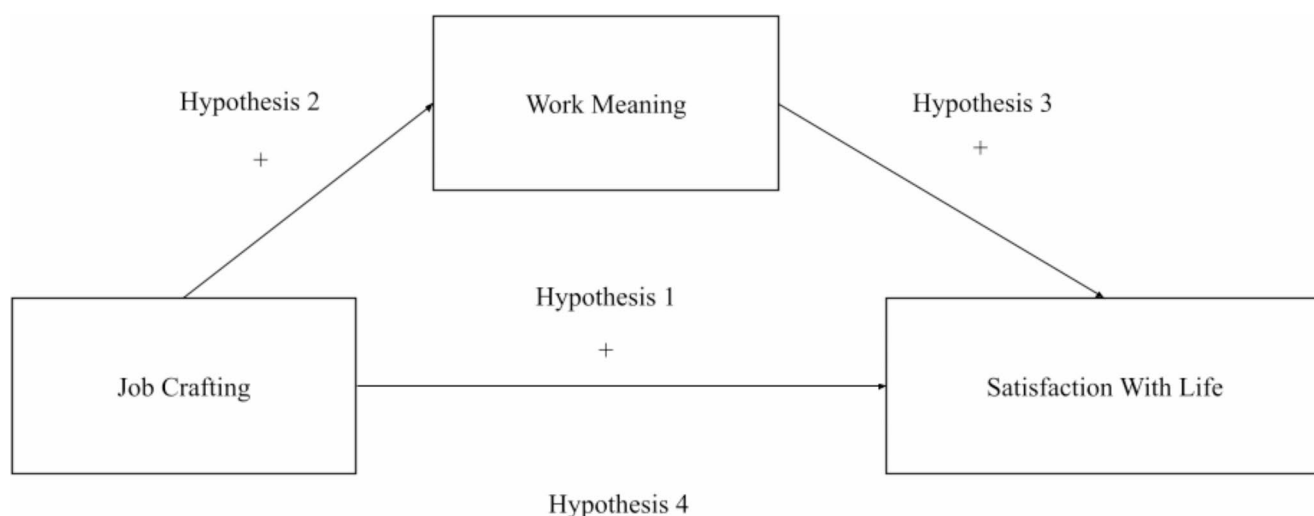 Work Meaning
Hypothesis 2
+
Hypothesis 3
+
Hypothesis 1
+
Job Crafting
Satisfaction With Life
Hypothesis 4